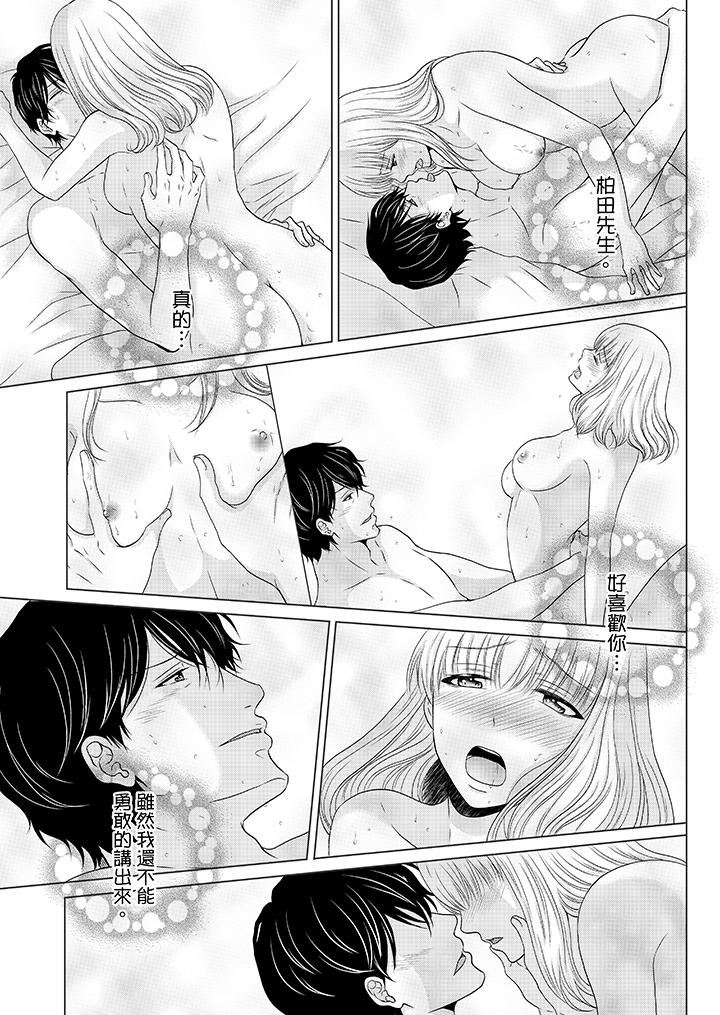 柏田先生。
真的…
好喜歡你…
雖然我還不能
勇敢的講出來。